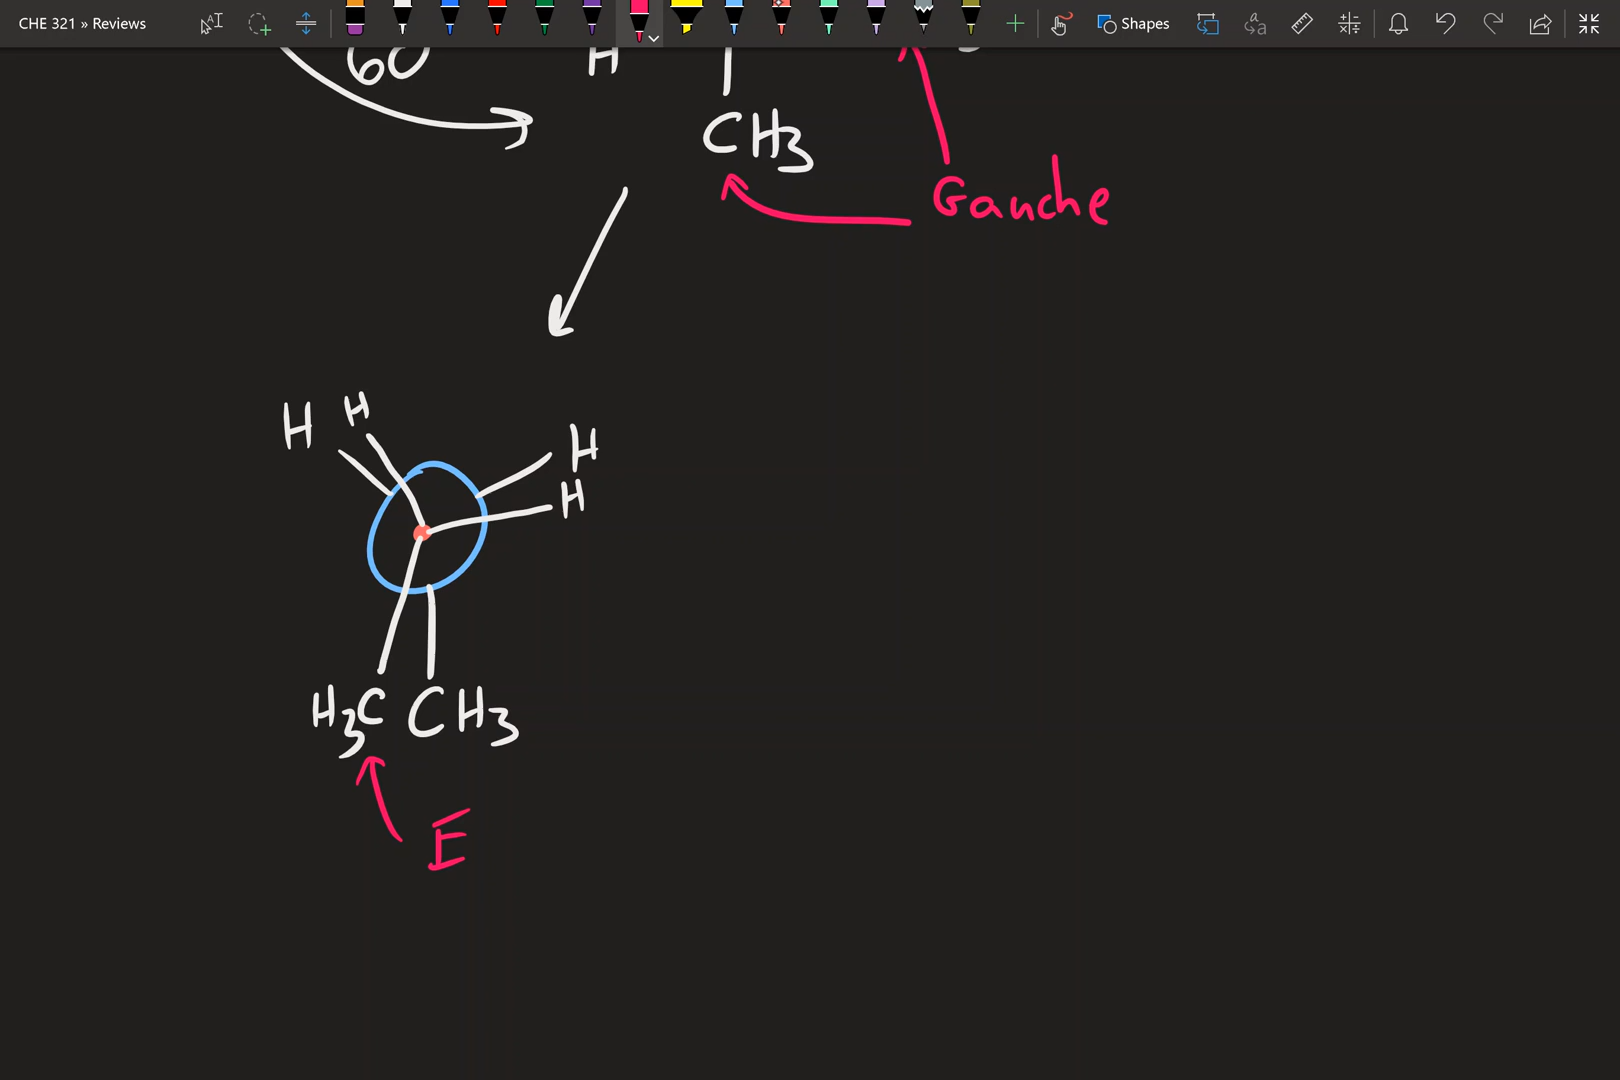 CHE 321 » Reviews
Shapes
60
H
CH3
Gauche
H H
H
H
H3C CH3
E